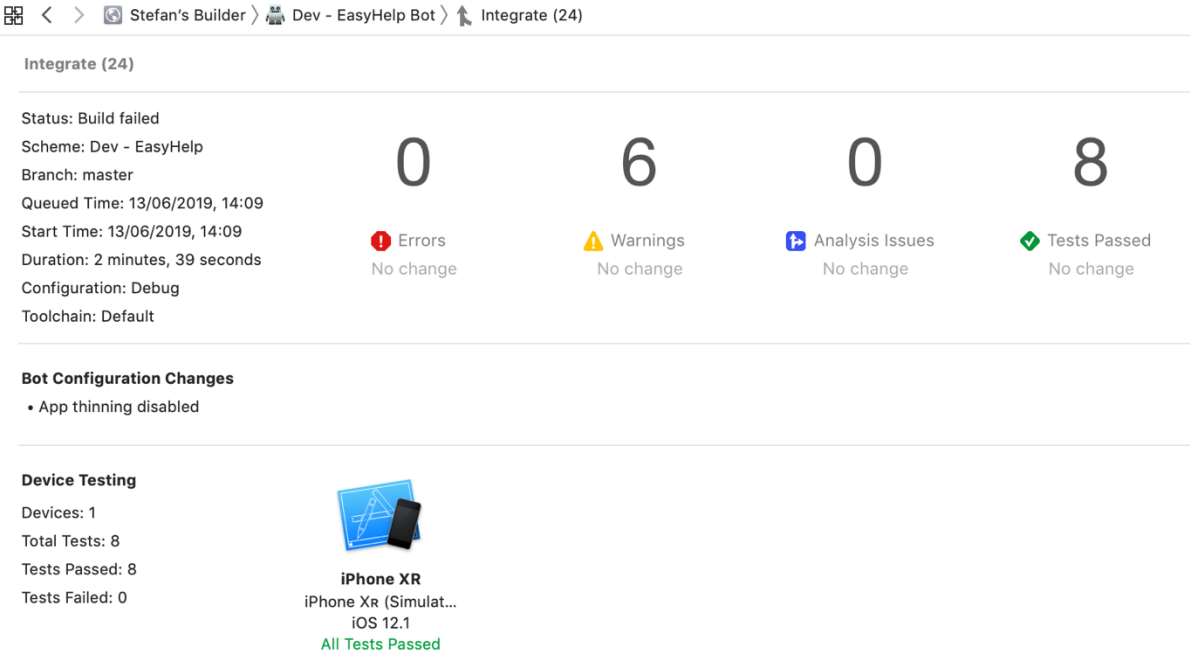 Stefan's Builder 〉 Dev - EasyHelp Bot 〉 Integrate (24)
Integrate (24)
Status: Build failed
Scheme: Dev - EasyHelp
Branch: master
Queued Time: 13/06/2019, 14:09
Start Time: 13/06/2019, 14:09
Duration: 2 minutes, 39 seconds
Configuration: Debug
Toolchain: Default
0 6 0 8
Errors Warnings Analysis Issues Tests Passed
No change No change No change No change
Bot Configuration Changes
• App thinning disabled
Device Testing
Devices: 1
Total Tests: 8
Tests Passed: 8
Tests Failed: 0
iPhone XR
iPhone Xʀ (Simulat...
iOS 12.1
All Tests Passed